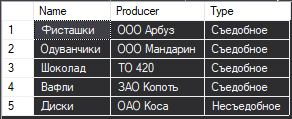 Name Producer Type
1 Фисташки ООО Арбуз Съедобное
2 Одуванчики ООО Мандарин Съедобное
3 Шоколад ТО 420 Съедобное
4 Вафли ЗАО Копоть Съедобное
5 Диски ОАО Коса Несъедобное